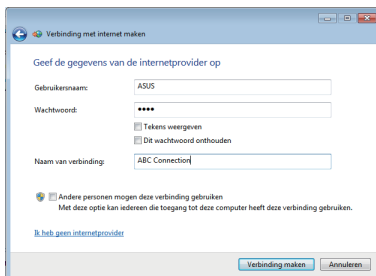 Verbinding met internet maken
Geef de gegevens van de internetprovider op
Gebruikersnaam: ASUS
Wachtwoord: ••••
Tekens weergeven
Dit wachtwoord onthouden
Naam van verbinding: ABC Connection
Andere personen mogen deze verbinding gebruiken
Met deze optie kan iedereen die toegang tot deze computer heeft deze verbinding gebruiken.
Ik heb geen internetprovider
Verbinding maken Annuleren